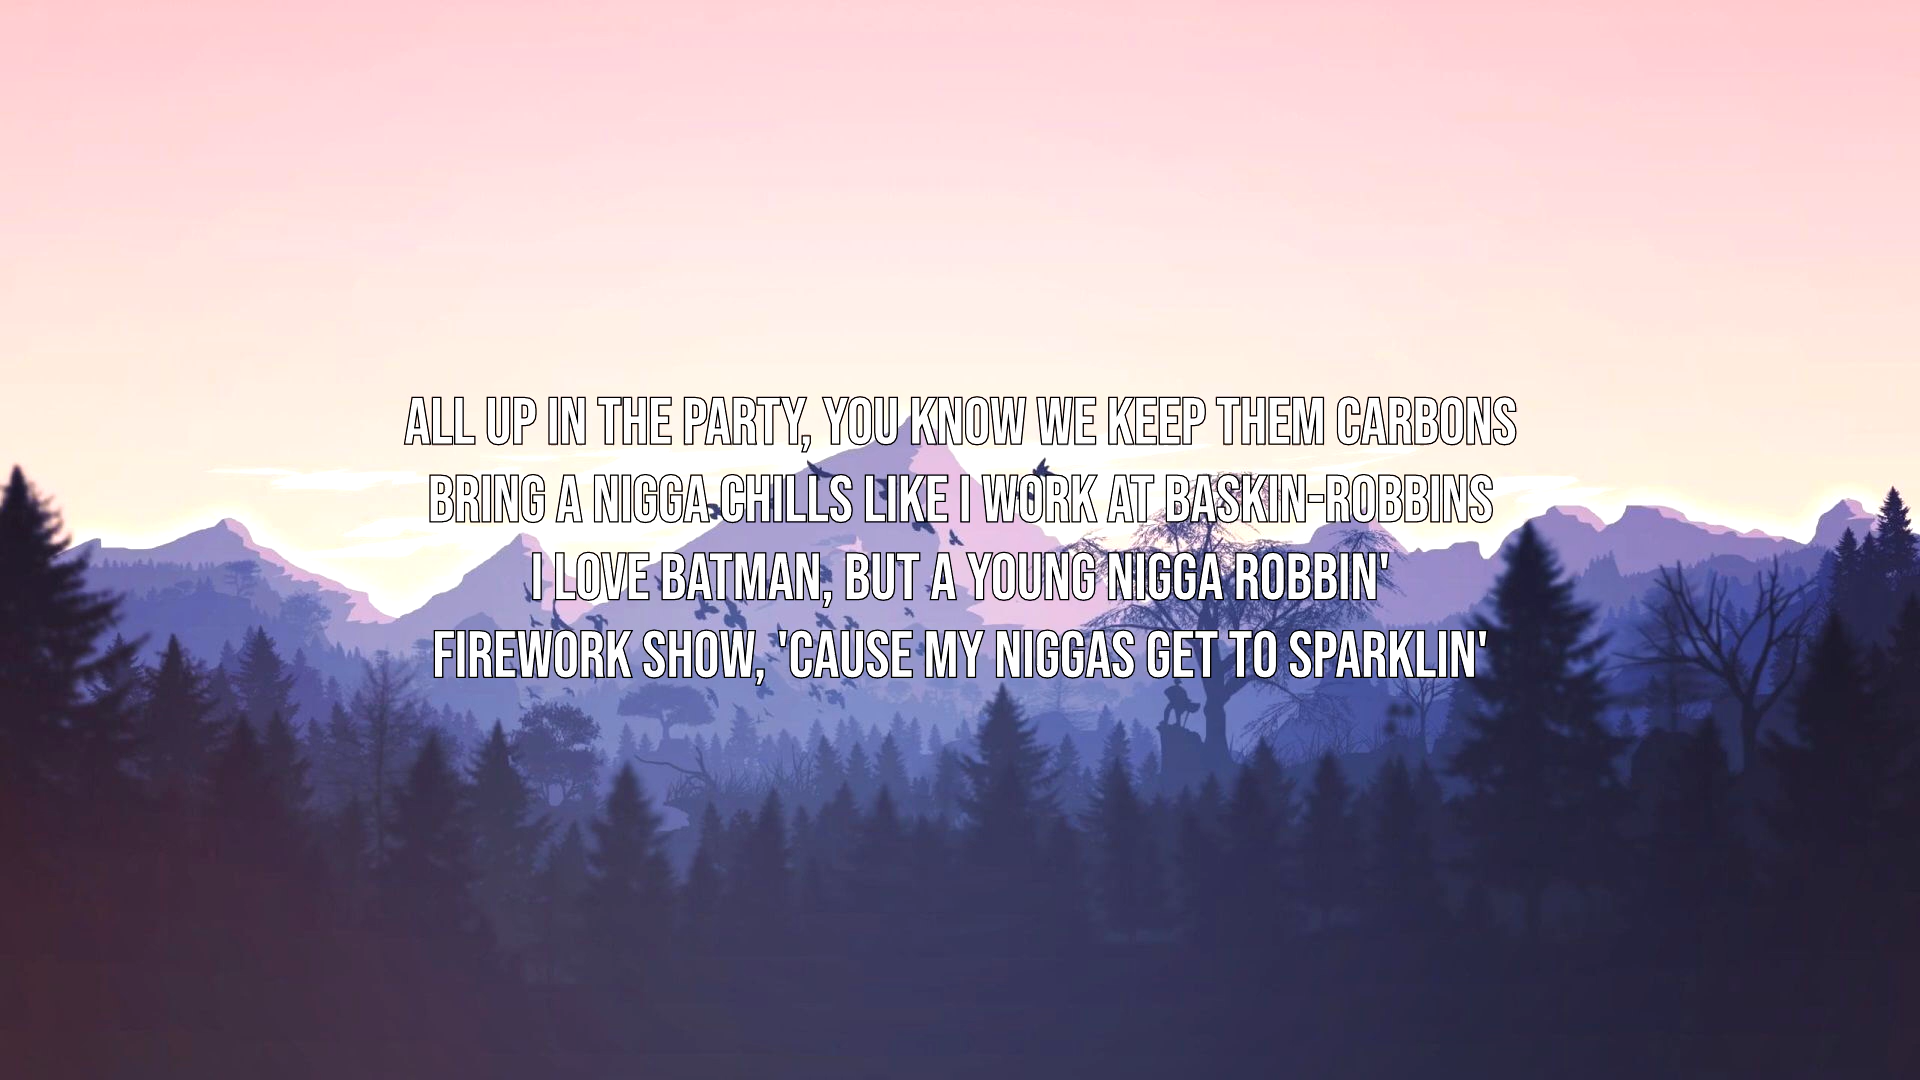 ALL UP IN THE PARTY, YOU KNOW WE KEEP THEM CARBONS
BRING A NIGGA CHILLS LIKE I WORK AT BASKIN-ROBBINS
I LOVE BATMAN, BUT A YOUNG NIGGA ROBBIN'
FIREWORK SHOW, 'CAUSE MY NIGGAS GET TO SPARKLIN'